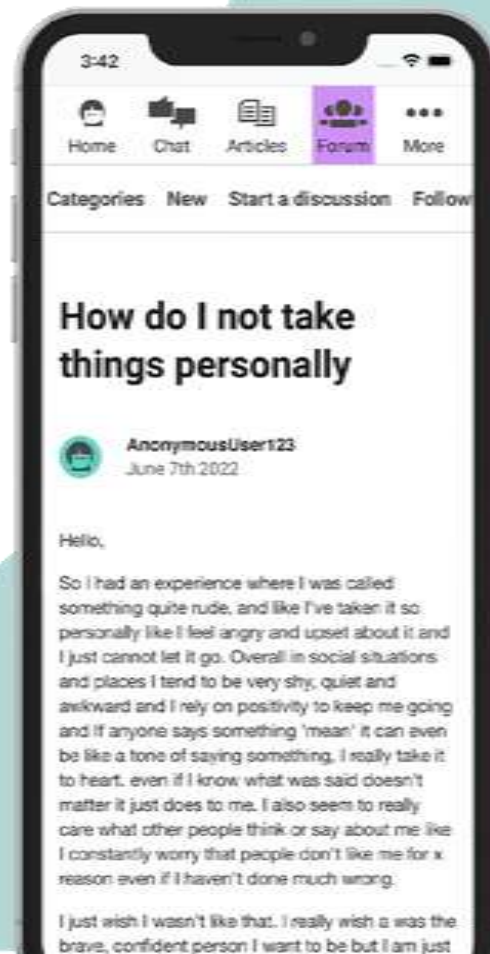 3:42
Home Chat Articles Forum More
Categories New Start a discussion Follow
How do I not take
things personally
AnonymousUser123
June 7th 2022
Hello,
So I had an experience where I was called
something quite rude, and like I've taken it so
personally like I feel angry and upset about it and
I just cannot let it go. Overall in social situations
and places I tend to be very shy, quiet and
awkward and I rely on positivity to keep me going
and if anyone says something 'mean' it can even
be like a tone of saying something, I really take it
to heart. even if I know what was said doesn't
matter it just does to me. I also seem to really
care what other people think or say about me like
I constantly worry that people don't like me for x
reason even if I haven't done much wrong.
I just wish I wasn't like that. I really wish a was the
brave, confident person I want to be but I am just